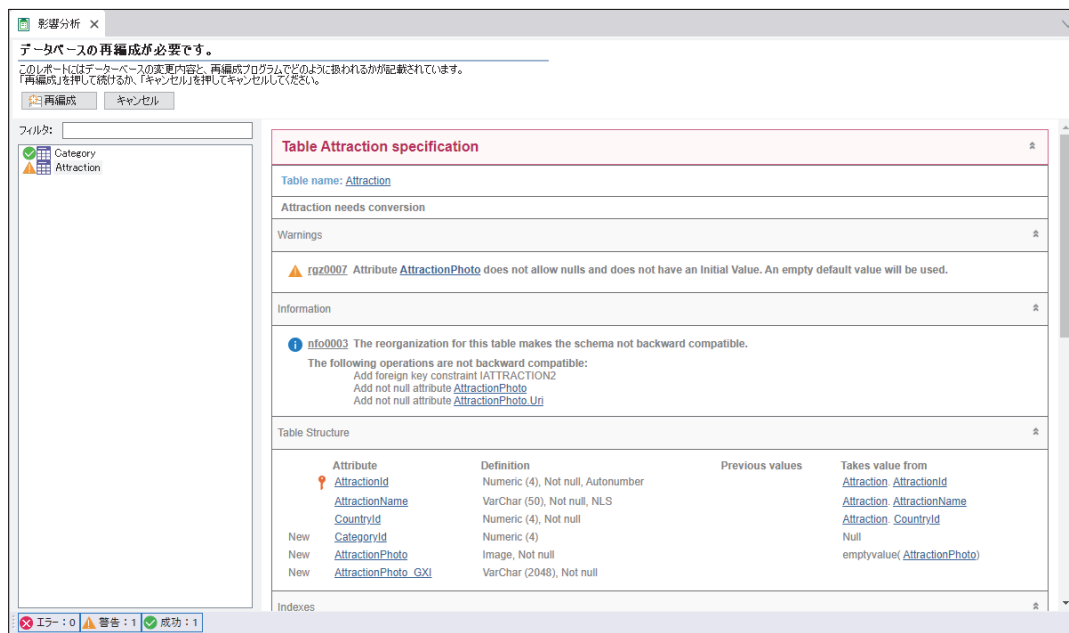 影響分析 ×
データベースの再編成が必要です。
このレポートにはデーターベースの変更内容と、再編成プログラムでどのように扱われるかが記載されています。
「再編成」を押して続けるか、「キャンセル」を押してキャンセルしてください。
再編成 キャンセル
フィルタ:
Category
Attraction
Table Attraction specification
Table name: Attraction
Attraction needs conversion
Warnings
rgz0007 Attribute AttractionPhoto does not allow nulls and does not have an Initial Value. An empty default value will be used.
Information
nfo0003 The reorganization for this table makes the schema not backward compatible.
The following operations are not backward compatible:
Add foreign key constraint IATTRACTION2
Add not null attribute AttractionPhoto
Add not null attribute AttractionPhoto.Uri
Table Structure
Attribute Definition Previous values Takes value from
AttractionId Numeric (4), Not null, Autonumber Attraction. AttractionId
AttractionName VarChar (50), Not null, NLS Attraction. AttractionName
CountryId Numeric (4), Not null Attraction. CountryId
New CategoryId Numeric (4) Null
New AttractionPhoto Image, Not null emptyvalue( AttractionPhoto)
New AttractionPhoto_GXI VarChar (2048), Not null
Indexes
エラー:0 警告:1 成功:1